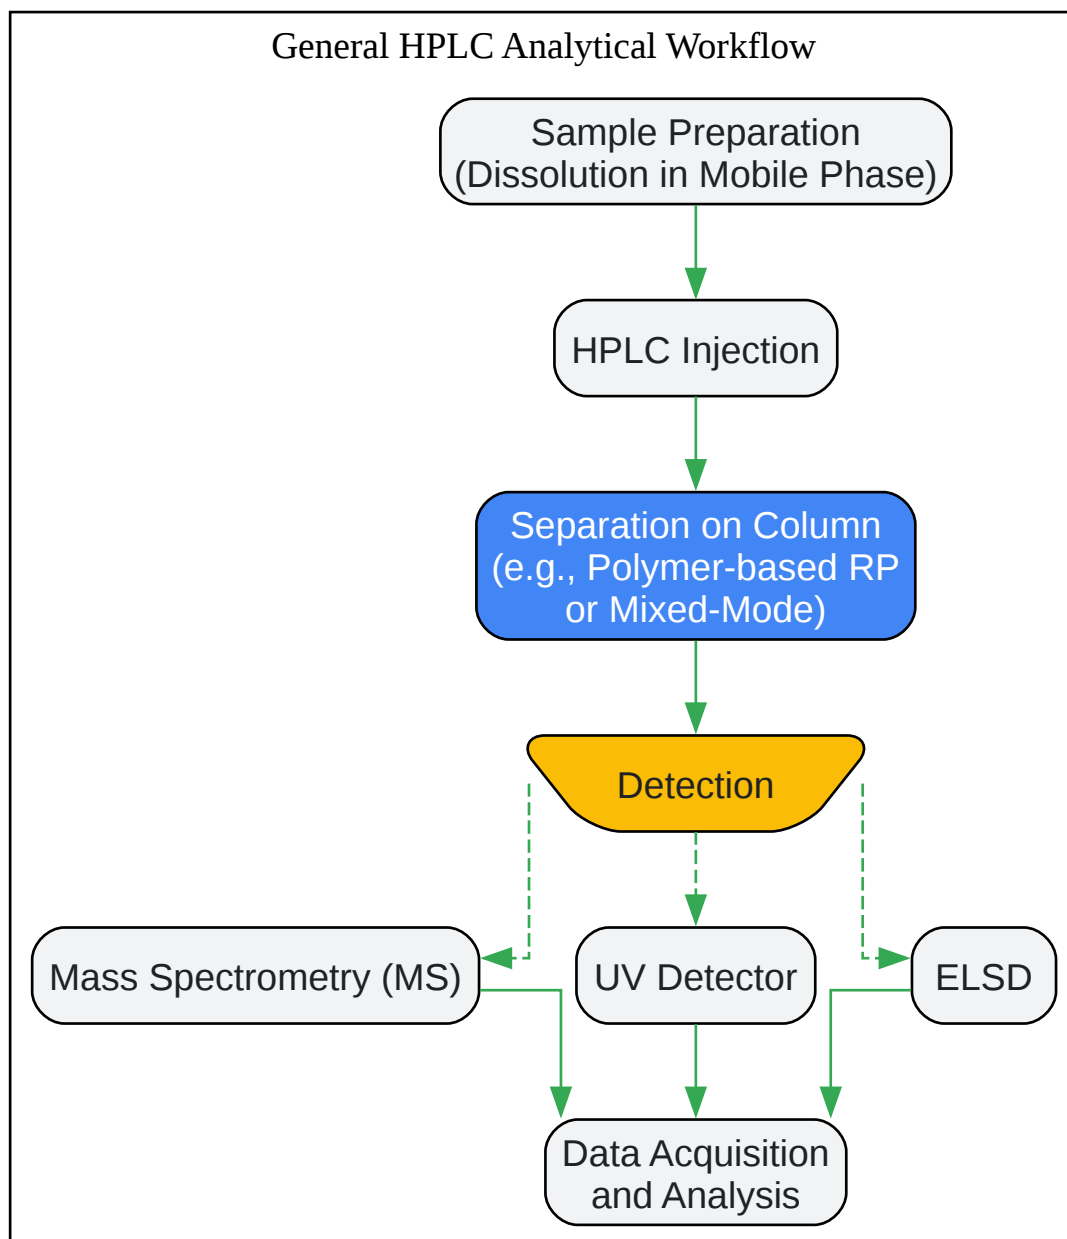 General HPLC Analytical Workflow
Sample Preparation
(Dissolution in Mobile Phase)
HPLC Injection
Separation on Column
(e.g., Polymer-based RP
or Mixed-Mode)
Detection
Mass Spectrometry (MS)
UV Detector
ELSD
Data Acquisition
and Analysis